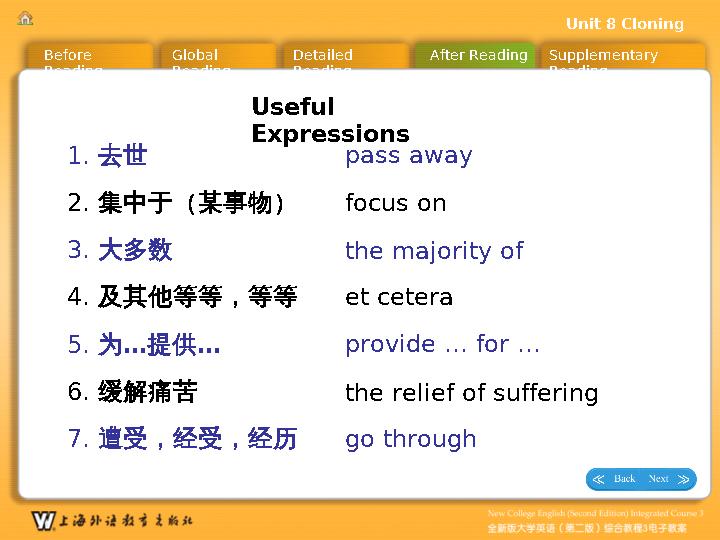 Unit 8 Cloning
Before Reading
Global Reading
Detailed Reading
After Reading
Supplementary Reading
Useful
Expressions
1. 去世 pass away
2. 集中于（某事物） focus on
3. 大多数 the majority of
4. 及其他等等，等等 et cetera
5. 为…提供… provide … for …
6. 缓解痛苦 the relief of suffering
7. 遭受，经受，经历 go through
Back Next
New College English (Second Edition) Integrated Course 3
上海外语教育出版社 全新版大学英语（第二版）综合教程3电子教案